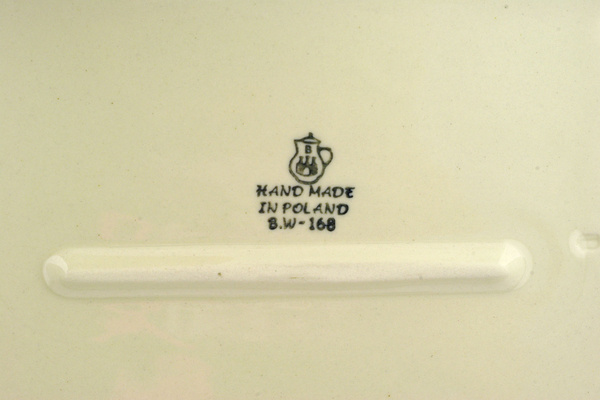 B
HAND MADE
IN POLAND
B.W-168